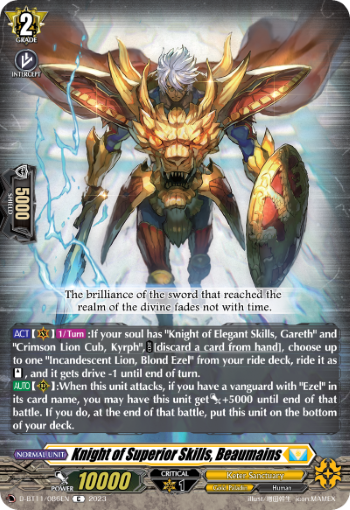 2
GRADE
INTERCEPT
5000
SHIELD
The brilliance of the sword that reached the
realm of the divine fades not with time.
ACT 1/Turn :If your soul has "Knight of Elegant Skills, Gareth" and
"Crimson Lion Cub, Kyrph", [discard a card from hand], choose up
to one "Incandescent Lion, Blond Ezel" from your ride deck, ride it as
, and it gets drive -1 until end of turn.
AUTO :When this unit attacks, if you have a vanguard with "Ezel" in
its card name, you may have this unit get +5000 until end of that
battle. If you do, at the end of that battle, put this unit on the bottom
of your deck.
NORMAL UNIT
Knight of Superior Skills, Beaumains
POWER 10000
CRITICAL
1
Keter Sanctuary
Gold Paladin
Human
C 2023